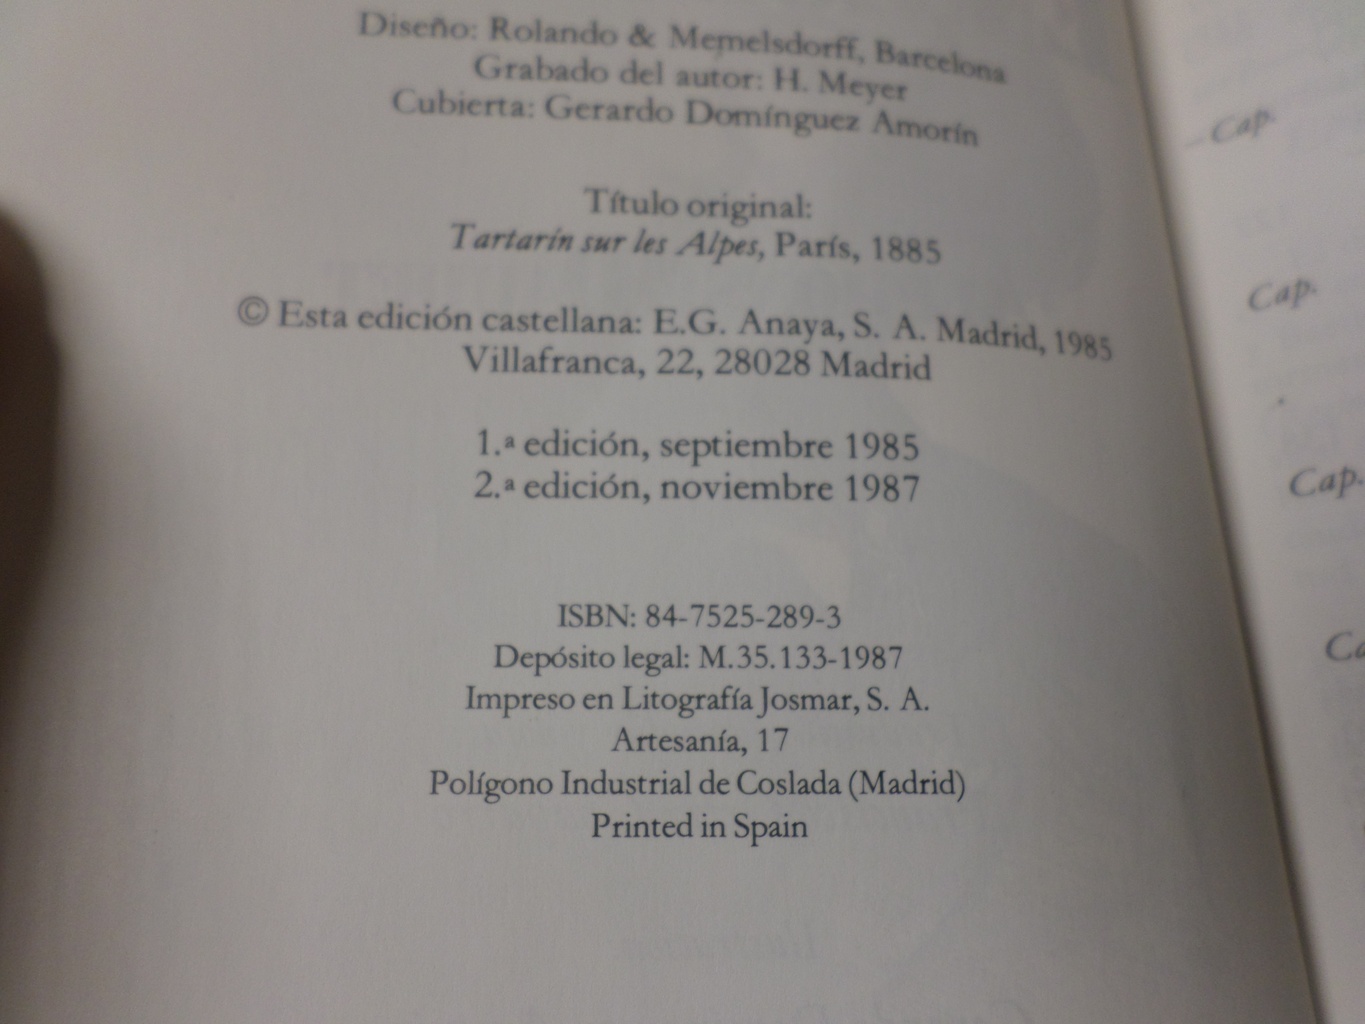 Diseño: Rolando & Memelsdorff, Barcelona
Grabado del autor: H. Meyer
Cubierta: Gerardo Domínguez Amorín
Título original:
Tartarín sur les Alpes, París, 1885
© Esta edición castellana: E.G. Anaya, S. A. Madrid, 1985
Villafranca, 22, 28028 Madrid
1.ª edición, septiembre 1985
2.ª edición, noviembre 1987
ISBN: 84-7525-289-3
Depósito legal: M.35.133-1987
Impreso en Litografía Josmar, S. A.
Artesanía, 17
Polígono Industrial de Coslada (Madrid)
Printed in Spain
Cap.
Cap.
Cap.